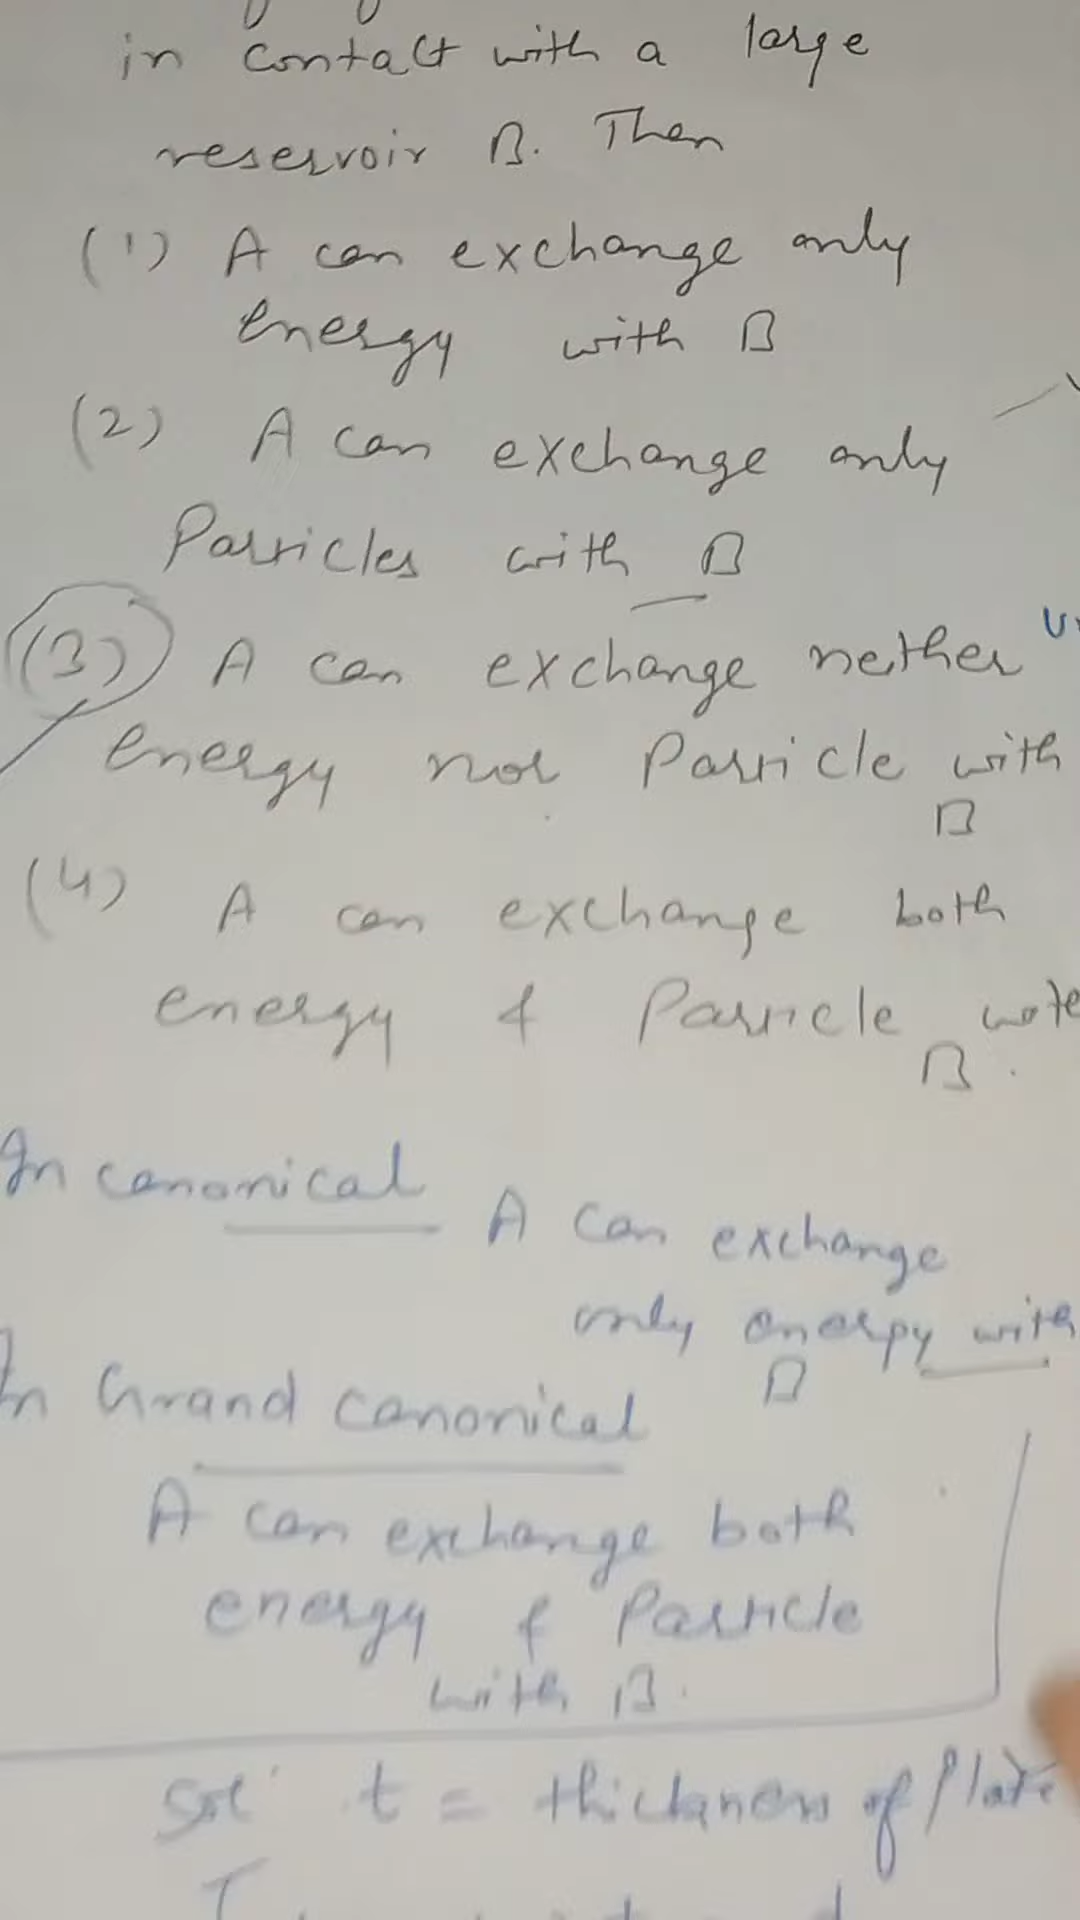 in contact with a large
reservoir B. Then
(1) A can exchange only
energy with B
(2) A can exchange only
Particles with B
(3) A can exchange nether
energy nor Particle with
B
(4) A can exchange both
energy & Particle
B.
In canonical A can exchange
only energy with
B
In Grand canonical
A can exchange both
energy & Particle
with B.
Sol t = thickness of Plate